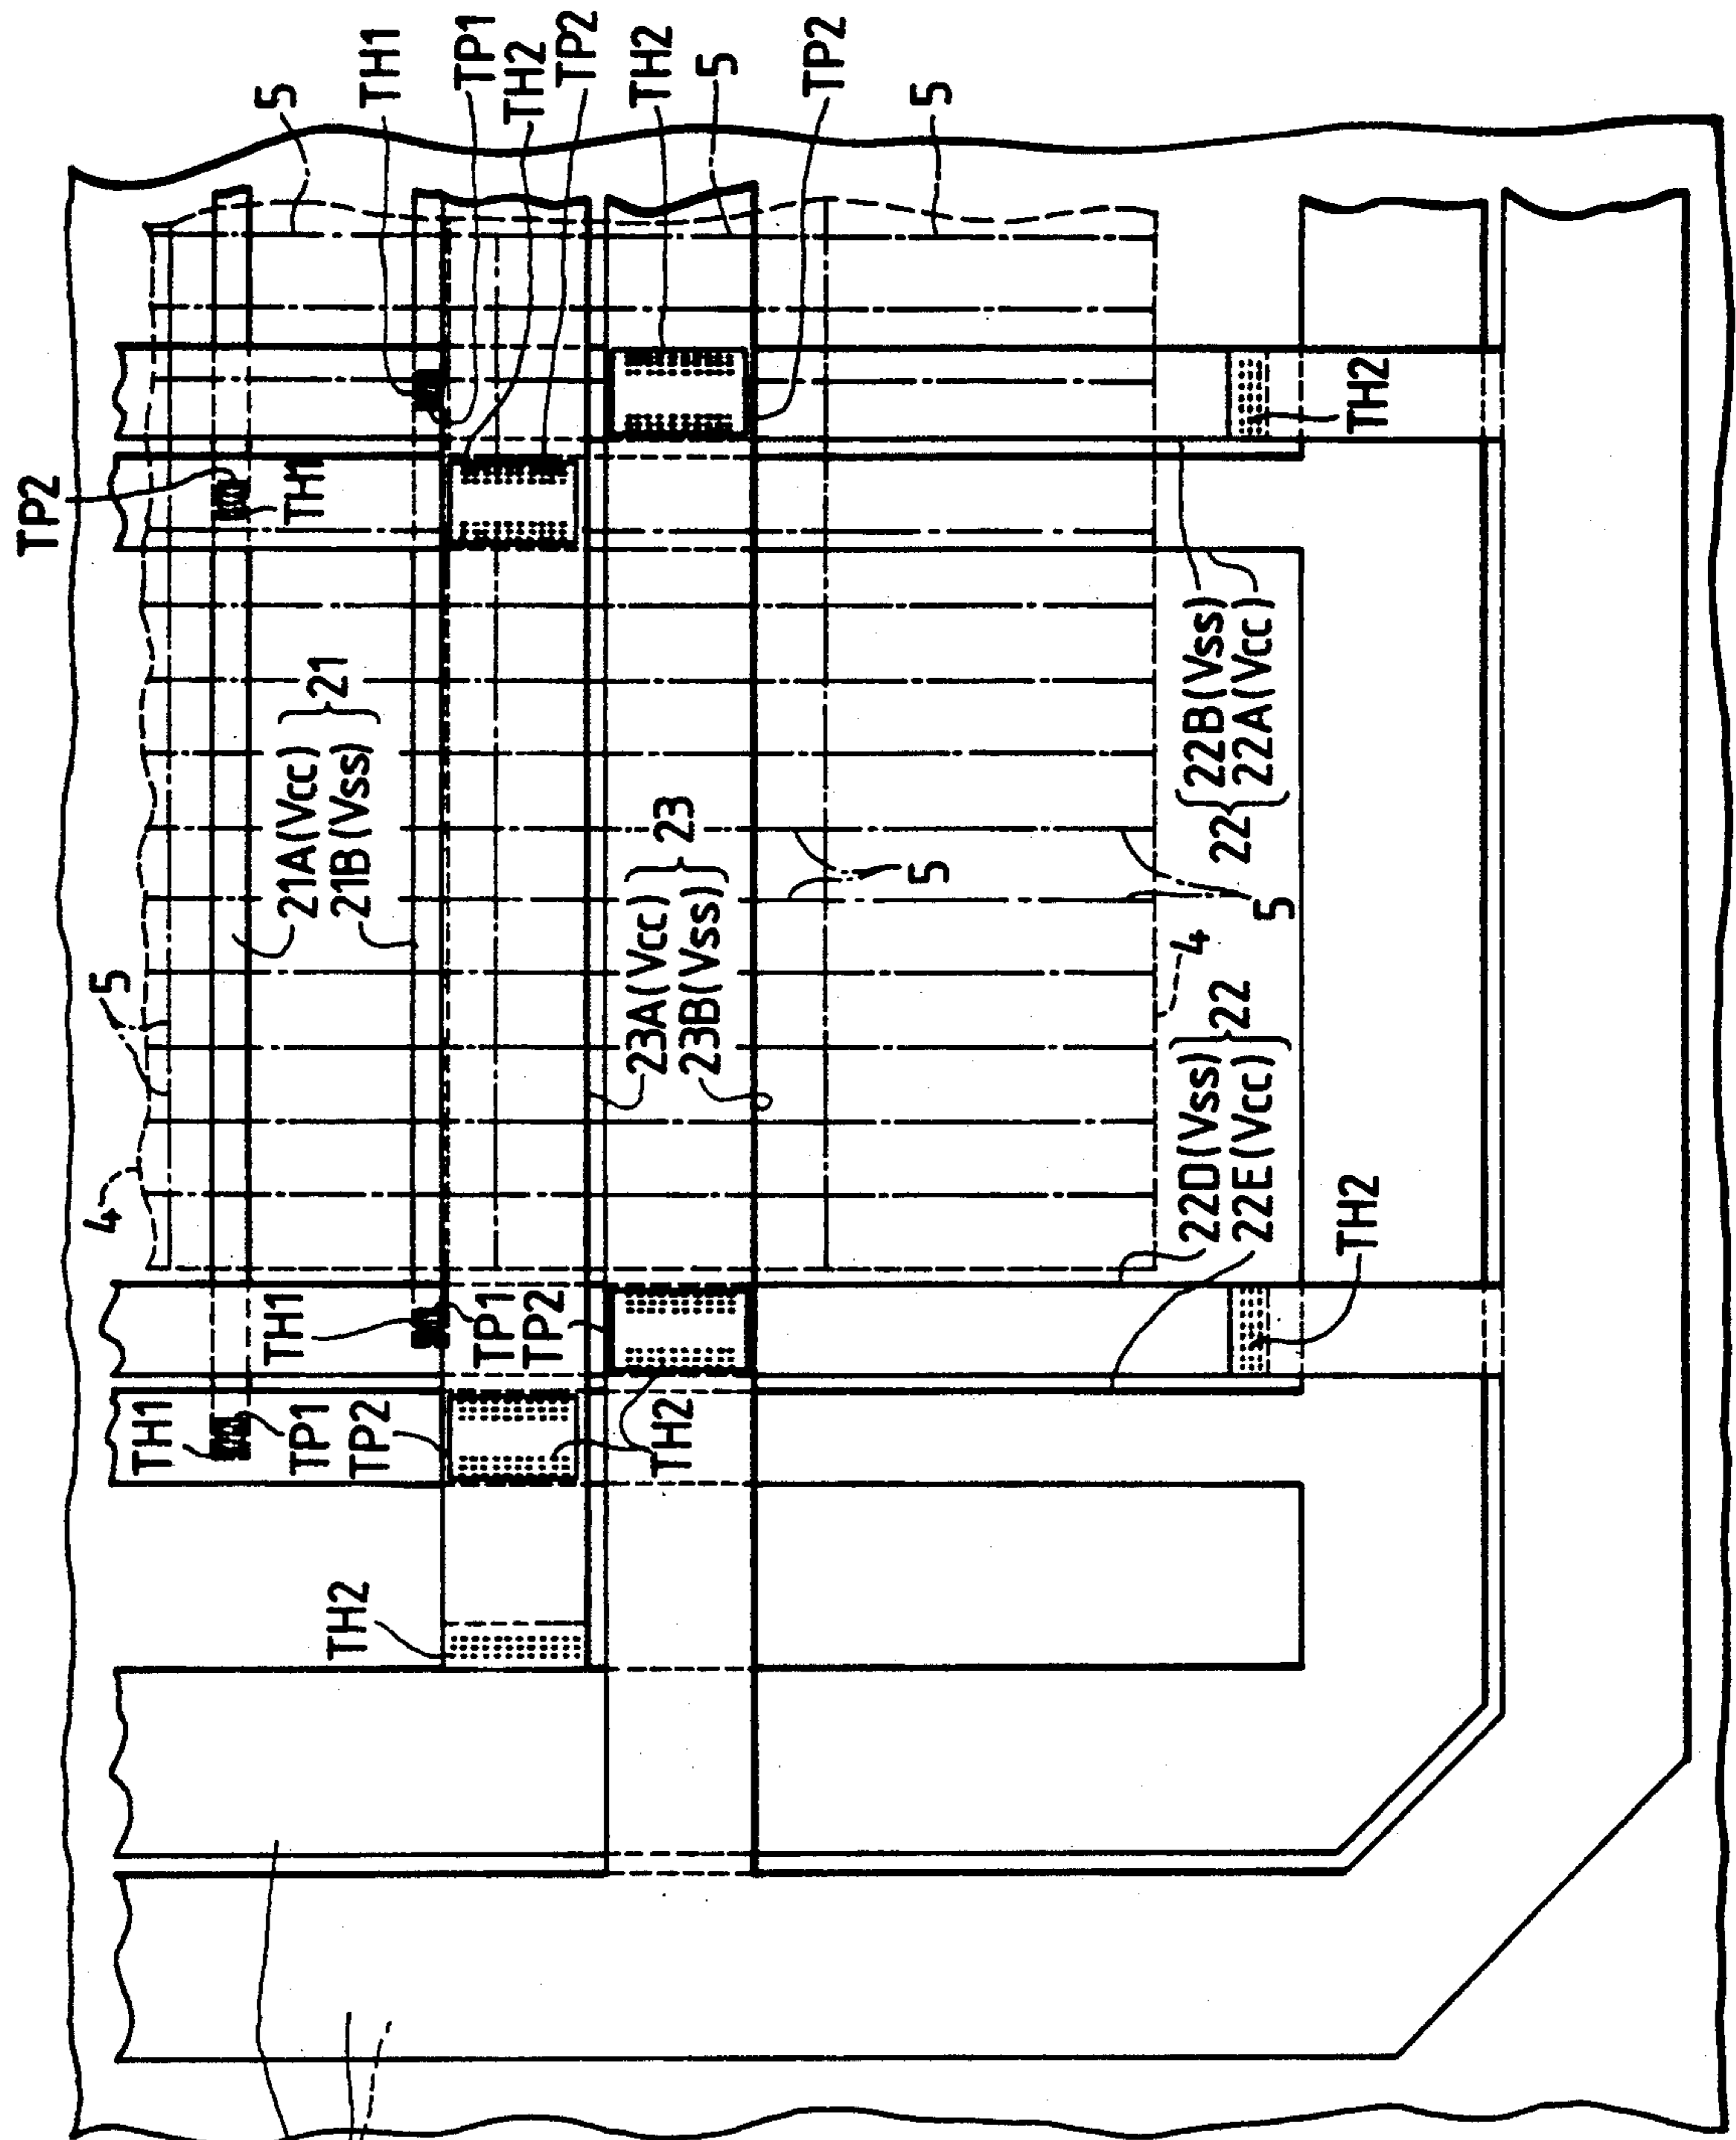 TP2
4
5
TH1
5
TH1
21A(Vcc)
21B(Vss)
21
TH1
TP1
TH2
TP2
TH1
TP1
TP1
TH2
TP2
TP2
TH2
23A(Vcc)
23B(Vss)
23
TH2
5
TP2
5
5
22D(Vss)
22E(Vcc)
22
4
5
22
22B(Vss)
22A(Vcc)
TH2
TH2